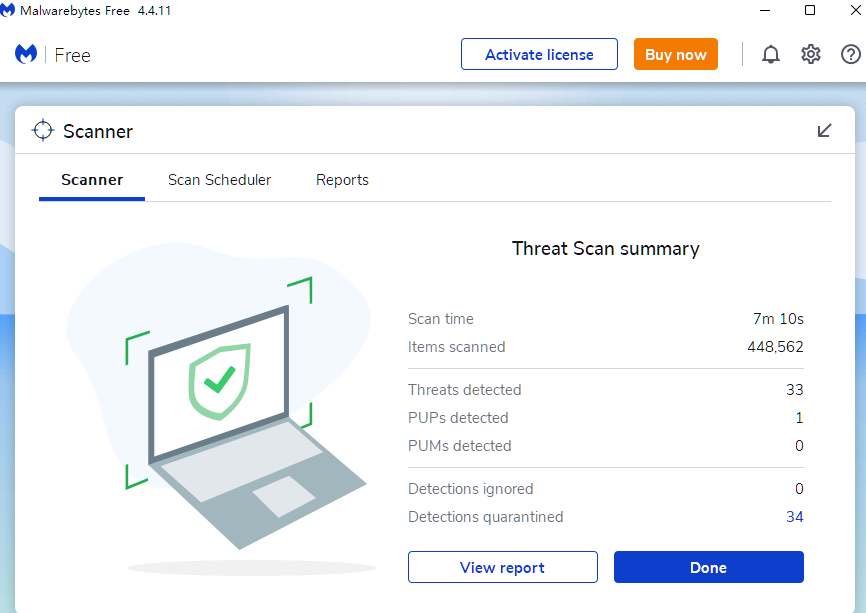 Malwarebytes Free 4.4.11
Free
Activate license
Buy now
Scanner
Scanner
Scan Scheduler
Reports
Threat Scan summary
Scan time 7m 10s
Items scanned 448,562
Threats detected 33
PUPs detected 1
PUMs detected 0
Detections ignored 0
Detections quarantined 34
View report
Done